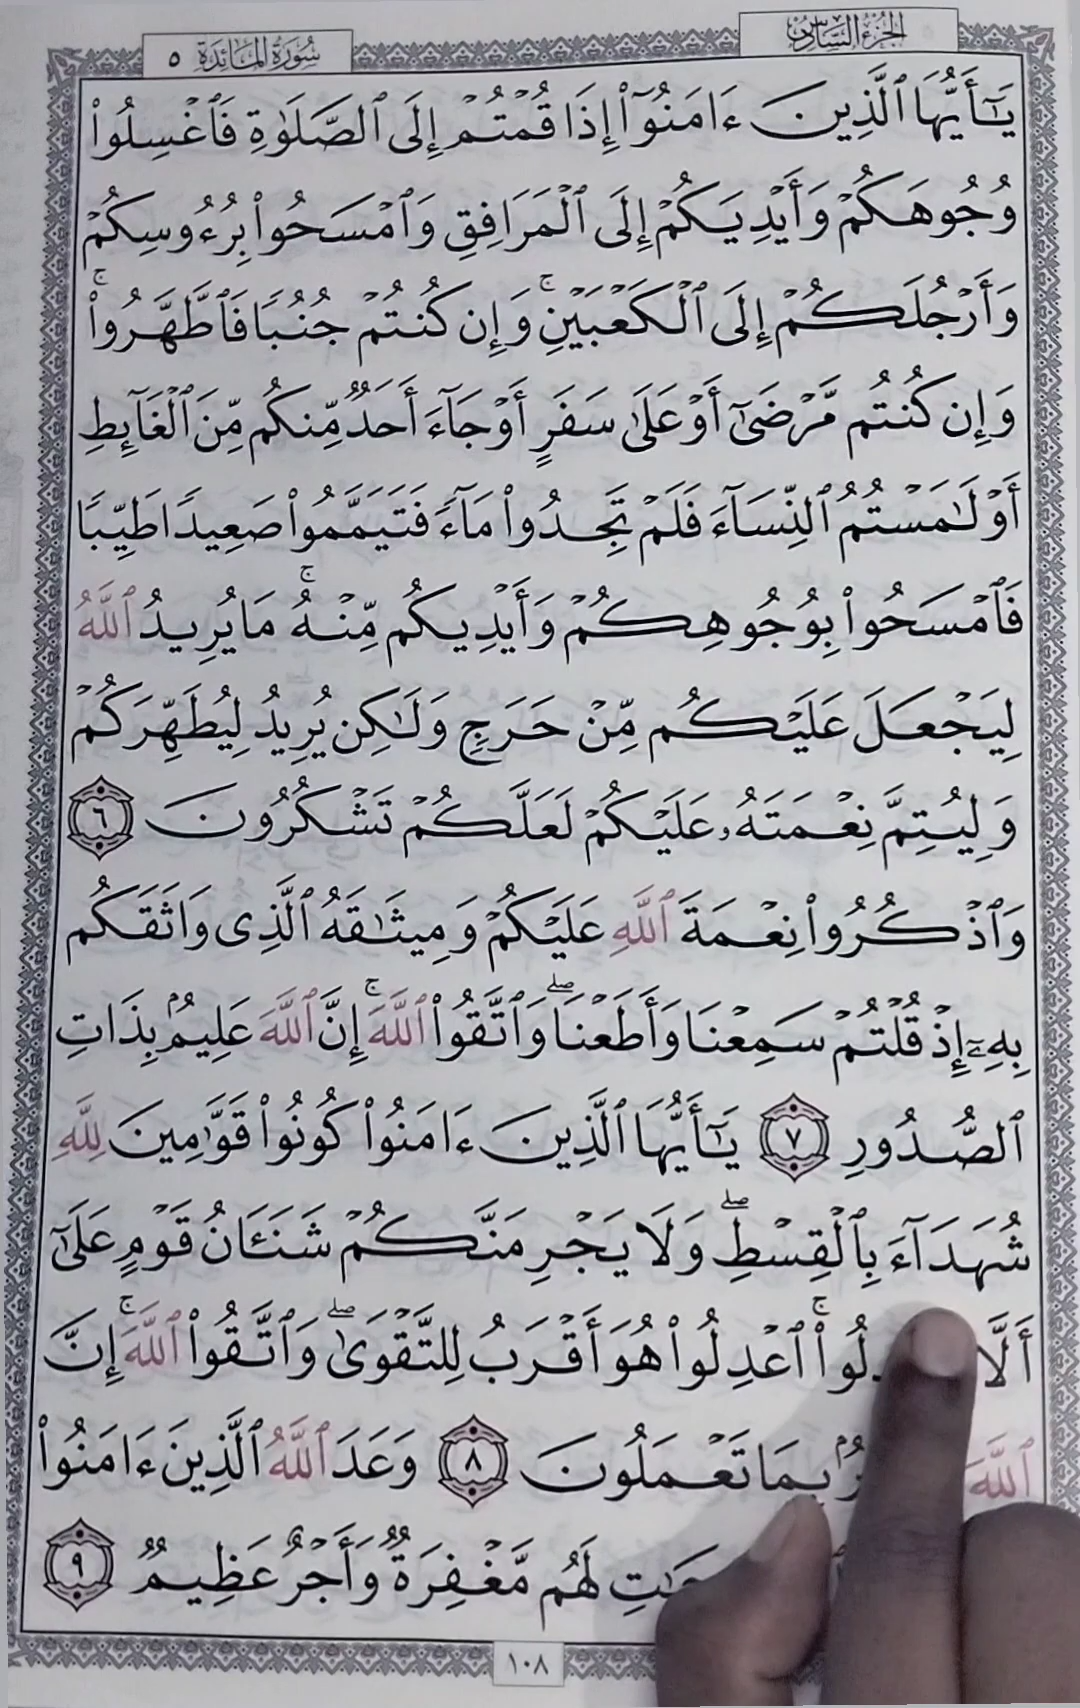 الجزء السادس
سورة المائدة ٥
يَٰٓأَيُّهَا ٱلَّذِينَ ءَامَنُوٓا۟ إِذَا قُمْتُمْ إِلَى ٱلصَّلَوٰةِ فَٱغْسِلُوا۟
وُجُوهَكُمْ وَأَيْدِيَكُمْ إِلَى ٱلْمَرَافِقِ وَٱمْسَحُوا۟ بِرُءُوسِكُمْ
وَأَرْجُلَكُمْ إِلَى ٱلْكَعْبَيْنِ ۚ وَإِن كُنتُمْ جُنُبًا فَٱطَّهَّرُوا۟ ۚ
وَإِن كُنتُم مَّرْضَىٰٓ أَوْ عَلَىٰ سَفَرٍ أَوْ جَآءَ أَحَدٌ مِّنكُم مِّنَ ٱلْغَآئِطِ
أَوْ لَٰمَسْتُمُ ٱلنِّسَآءَ فَلَمْ تَجِدُوا۟ مَآءً فَتَيَمَّمُوا۟ صَعِيدًا طَيِّبًا
فَٱمْسَحُوا۟ بِوُجُوهِكُمْ وَأَيْدِيكُم مِّنْهُ ۚ مَا يُرِيدُ ٱللَّهُ
لِيَجْعَلَ عَلَيْكُم مِّنْ حَرَجٍ وَلَٰكِن يُرِيدُ لِيُطَهِّرَكُمْ
وَلِيُتِمَّ نِعْمَتَهُۥ عَلَيْكُمْ لَعَلَّكُمْ تَشْكُرُونَ ٦
وَٱذْكُرُوا۟ نِعْمَةَ ٱللَّهِ عَلَيْكُمْ وَمِيثَٰقَهُ ٱلَّذِى وَاثَقَكُم
بِهِۦٓ إِذْ قُلْتُمْ سَمِعْنَا وَأَطَعْنَا ۖ وَٱتَّقُوا۟ ٱللَّهَ ۚ إِنَّ ٱللَّهَ عَلِيمٌۢ بِذَاتِ
ٱلصُّدُورِ ٧ يَٰٓأَيُّهَا ٱلَّذِينَ ءَامَنُوا۟ كُونُوا۟ قَوَّٰمِينَ لِلَّهِ
شُهَدَآءَ بِٱلْقِسْطِ ۖ وَلَا يَجْرِمَنَّكُمْ شَنَـَٔانُ قَوْمٍ عَلَىٰٓ
أَلَّا ٱعْدِلُوا۟ هُوَ أَقْرَبُ لِلتَّقْوَىٰ ۖ وَٱتَّقُوا۟ ٱللَّهَ ۚ إِنَّ
ٱللَّهَ بِمَا تَعْمَلُونَ ٨ وَعَدَ ٱللَّهُ ٱلَّذِينَ ءَامَنُوا۟
لَهُم مَّغْفِرَةٌ وَأَجْرٌ عَظِيمٌ ٩
١٠٨